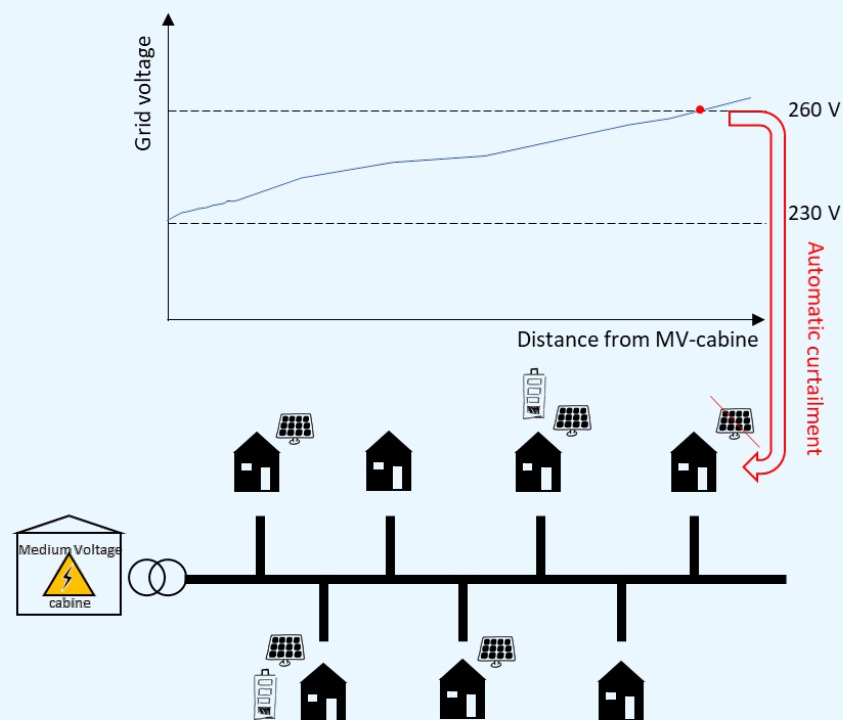 Grid voltage
260 V
230 V
Automatic curtailment
Distance from MV-cabine
Medium Voltage
cabine